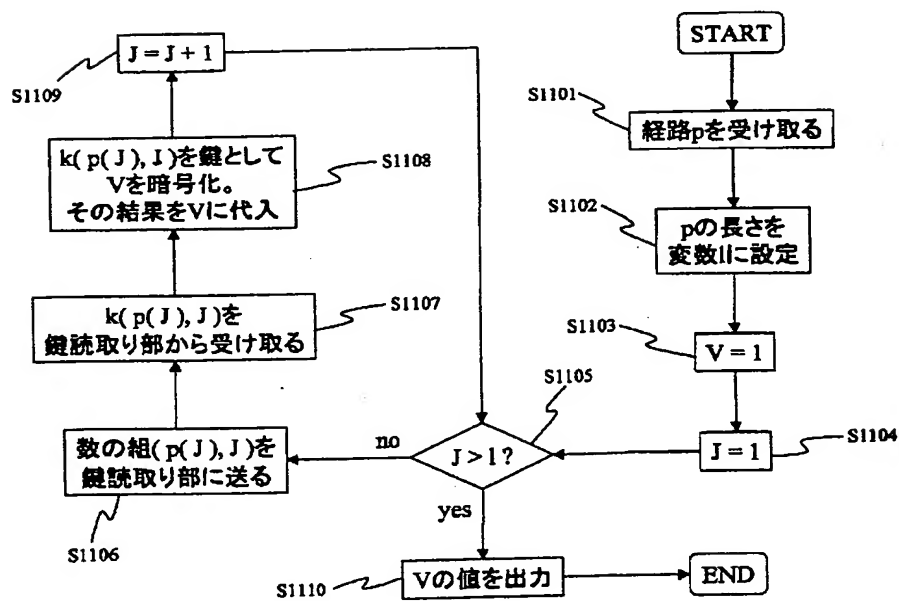 START
S1101
経路pを受け取る
S1102
pの長さを
変数lに設定
S1103
V = 1
J = 1
S1104
S1105
J > l ?
no
yes
数の組( p( J ), J )を
鍵読取り部に送る
S1106
k( p( J ), J )を
鍵読取り部から受け取る
S1107
k( p( J ), J )を鍵として
Vを暗号化。
その結果をVに代入
S1108
J = J + 1
S1109
Vの値を出力
S1110
END